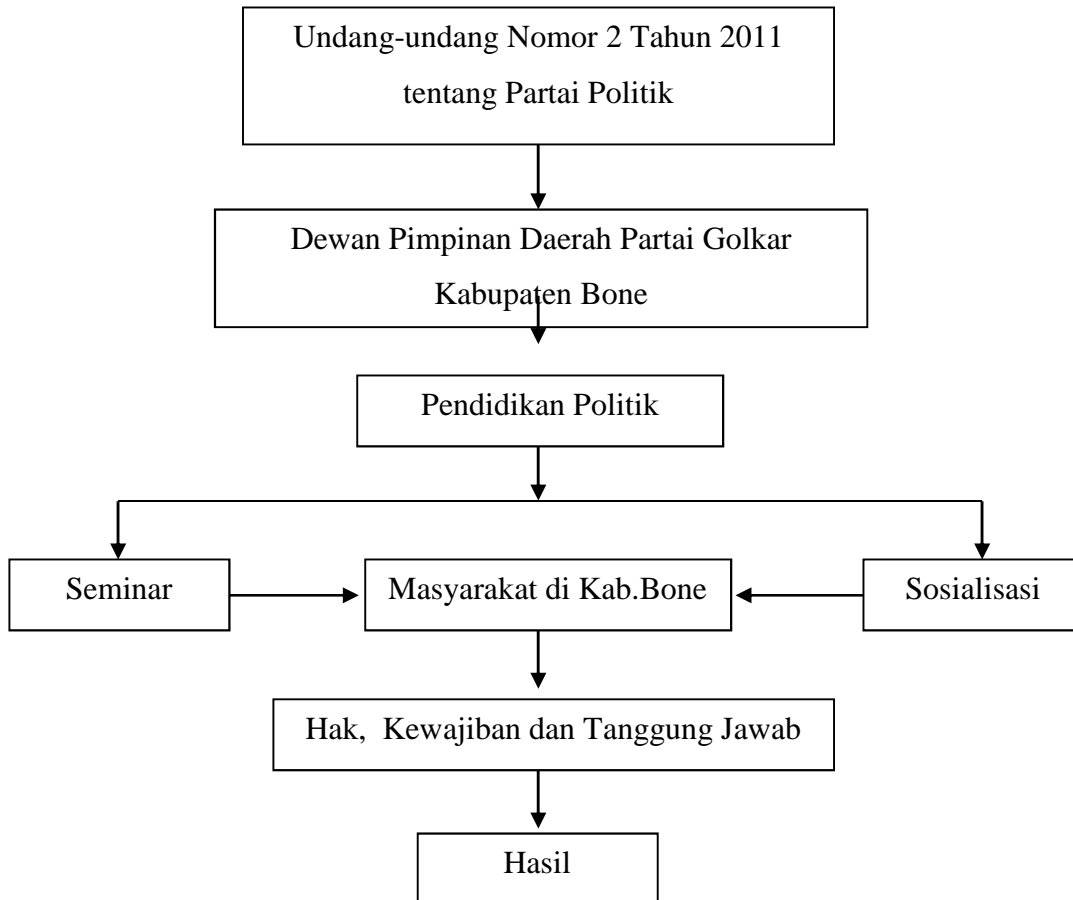 Undang-undang Nomor 2 Tahun 2011
tentang Partai Politik
Dewan Pimpinan Daerah Partai Golkar
Kabupaten Bone
Pendidikan Politik
Seminar
Masyarakat di Kab.Bone
Sosialisasi
Hak, Kewajiban dan Tanggung Jawab
Hasil